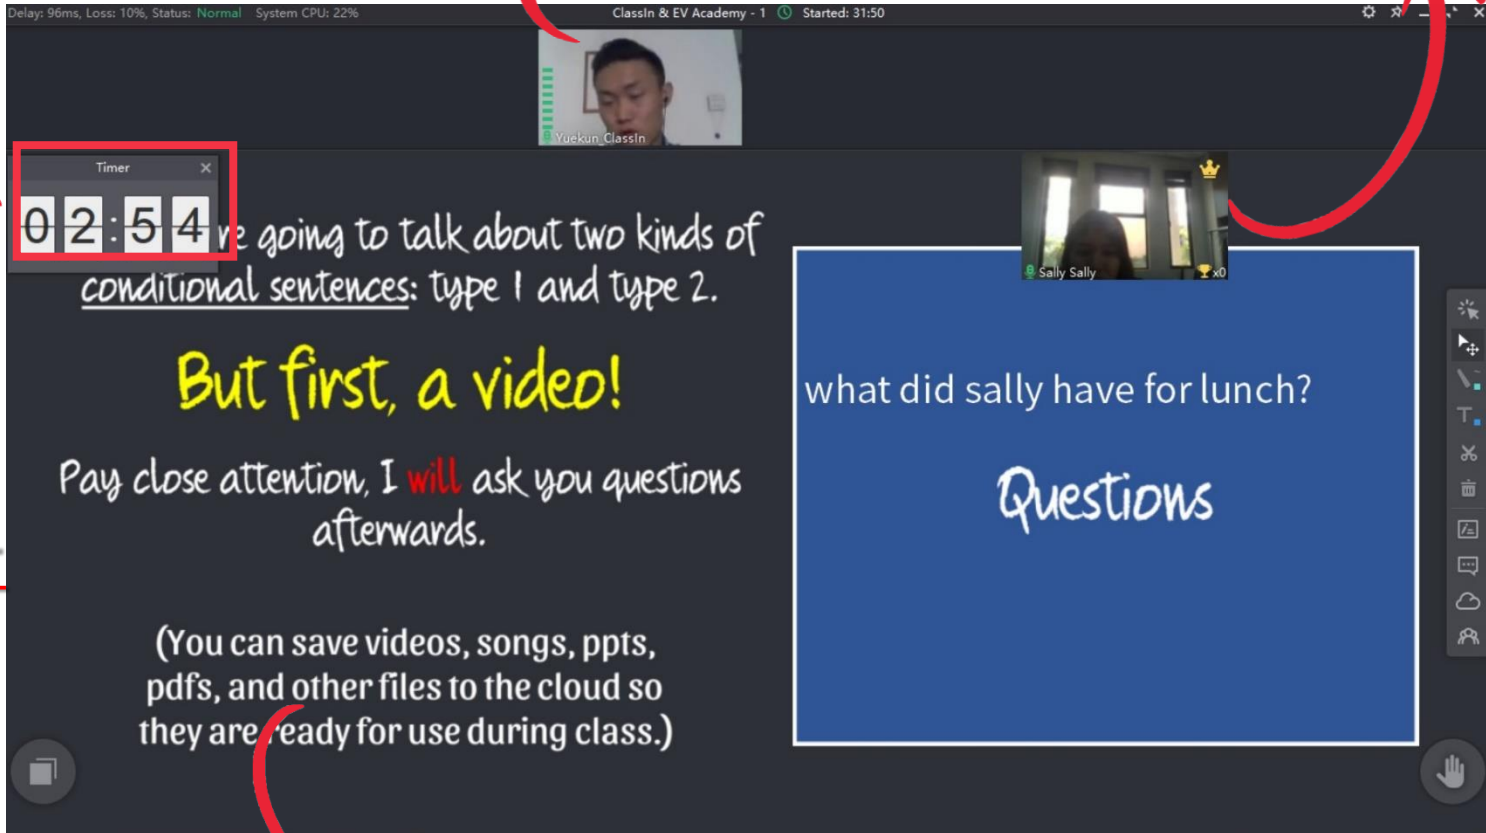 Delay: 96ms, Loss: 10%, Status: Normal System CPU: 22%
ClassIn & EV Academy - 1 Started: 31:50
Yuekun_ClassIn
Timer
02:54
re going to talk about two kinds of
conditional sentences: type 1 and type 2.
But first, a video!
Pay close attention, I will ask you questions
afterwards.
(You can save videos, songs, ppts,
pdfs, and other files to the cloud so
they are ready for use during class.)
Sally Sally
x0
what did sally have for lunch?
Questions